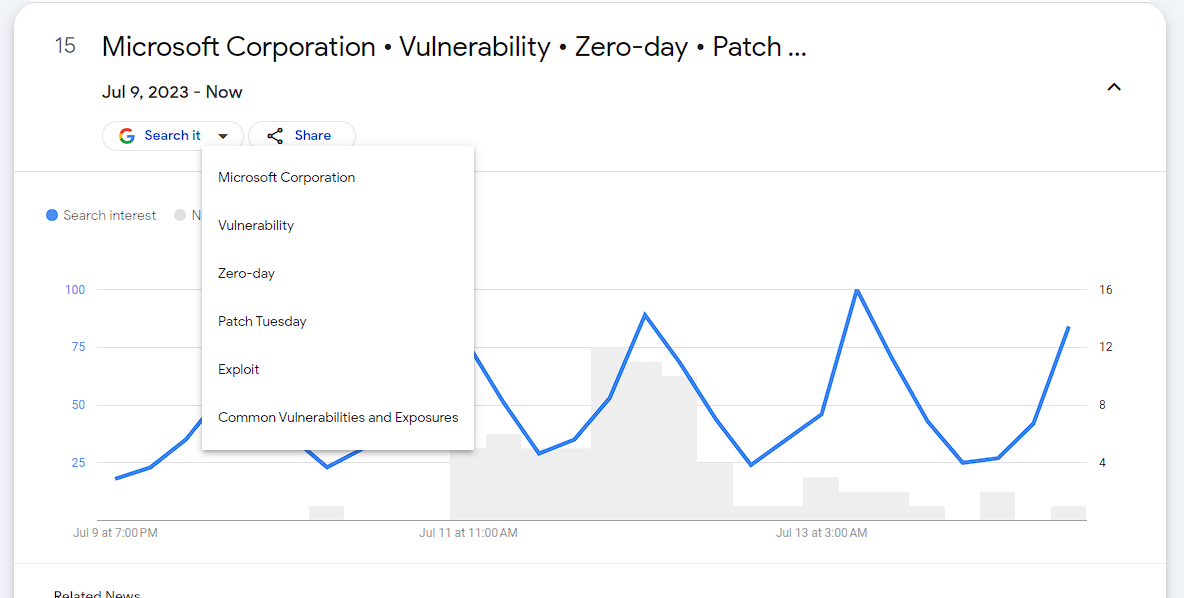 15 Microsoft Corporation • Vulnerability • Zero-day • Patch ...
Jul 9, 2023 - Now
Search it Share
Microsoft Corporation
Vulnerability
Zero-day
Patch Tuesday
Exploit
Common Vulnerabilities and Exposures
Search interest N
100 16
75 12
50 8
25 4
Jul 9 at 7:00 PM Jul 11 at 11:00 AM Jul 13 at 3:00 AM
Related News